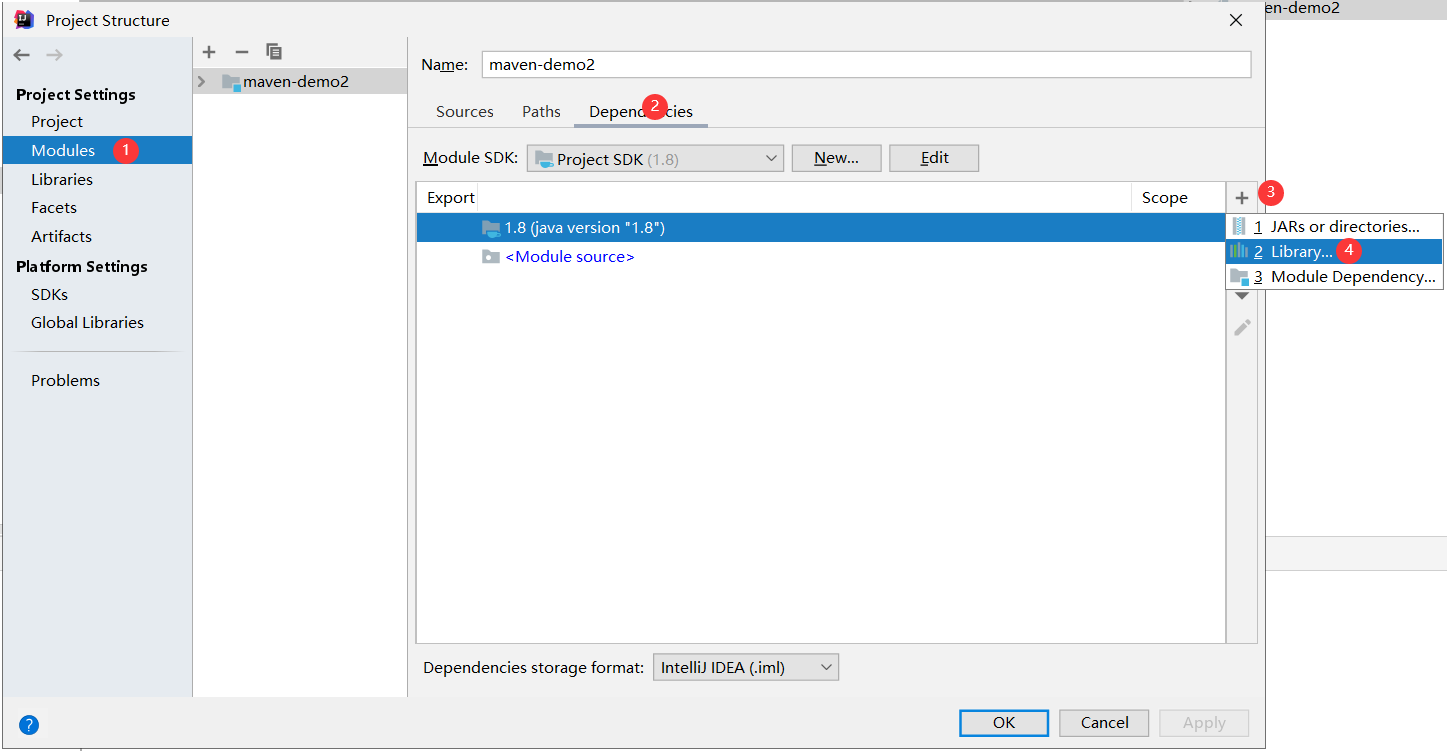 Project Structure
en-demo2
Project Settings
Project
Modules 1
Libraries
Facets
Artifacts
Platform Settings
SDKs
Global Libraries
Problems
maven-demo2
Name: maven-demo2
Sources Paths Dependencies 2
Module SDK: Project SDK (1.8) New... Edit
Export Scope 3
1.8 (java version "1.8")
<Module source>
1 JARs or directories...
2 Library... 4
3 Module Dependency...
Dependencies storage format: IntelliJ IDEA (.iml)
? OK Cancel Apply